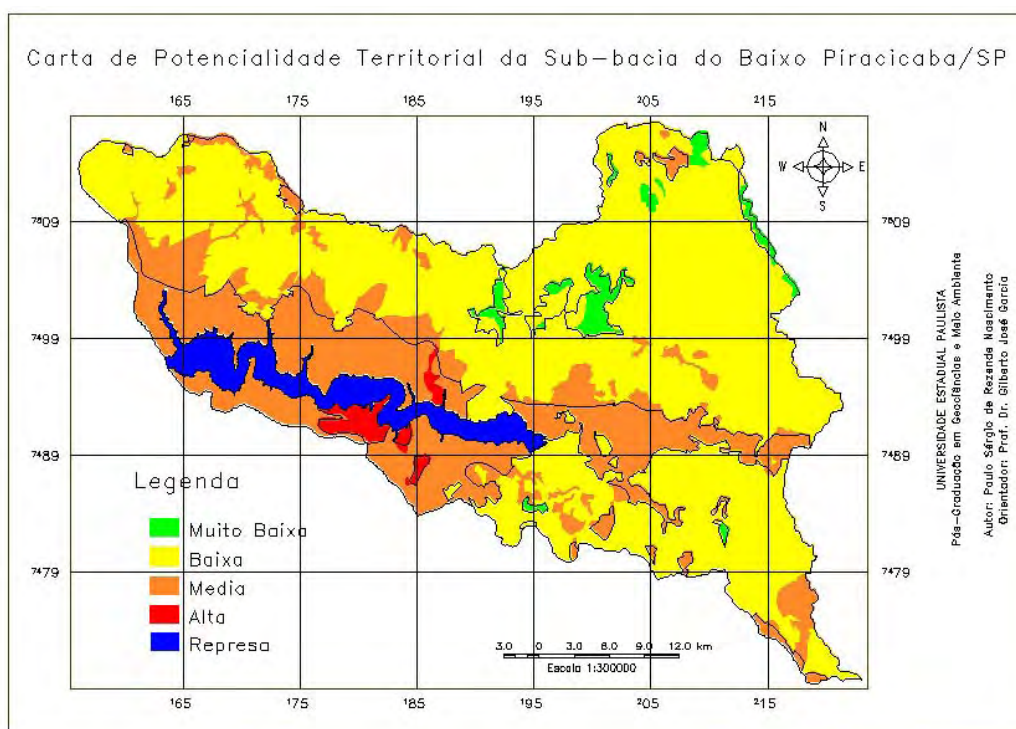 Carta de Potencialidade Territorial da Sub-bacia do Baixo Piracicaba/SP
165 175 185 195 205 215
N
W E
S
7509 7509
7499 7499
7489 7489
7479 7479
Legenda
Muito Baixa
Baixa
Media
Alta
Represa
3.0 0 3.0 6.0 9.0 12.0 km
Escala 1:300000
165 175 185 195 205 215
UNIVERSIDADE ESTADUAL PAULISTA
Pós-Graduação em Geociências e Meio Ambiente
Autor: Paulo Sérgio de Rezende Nascimento
Orientador: Prof. Dr. Gilberto José Garcia